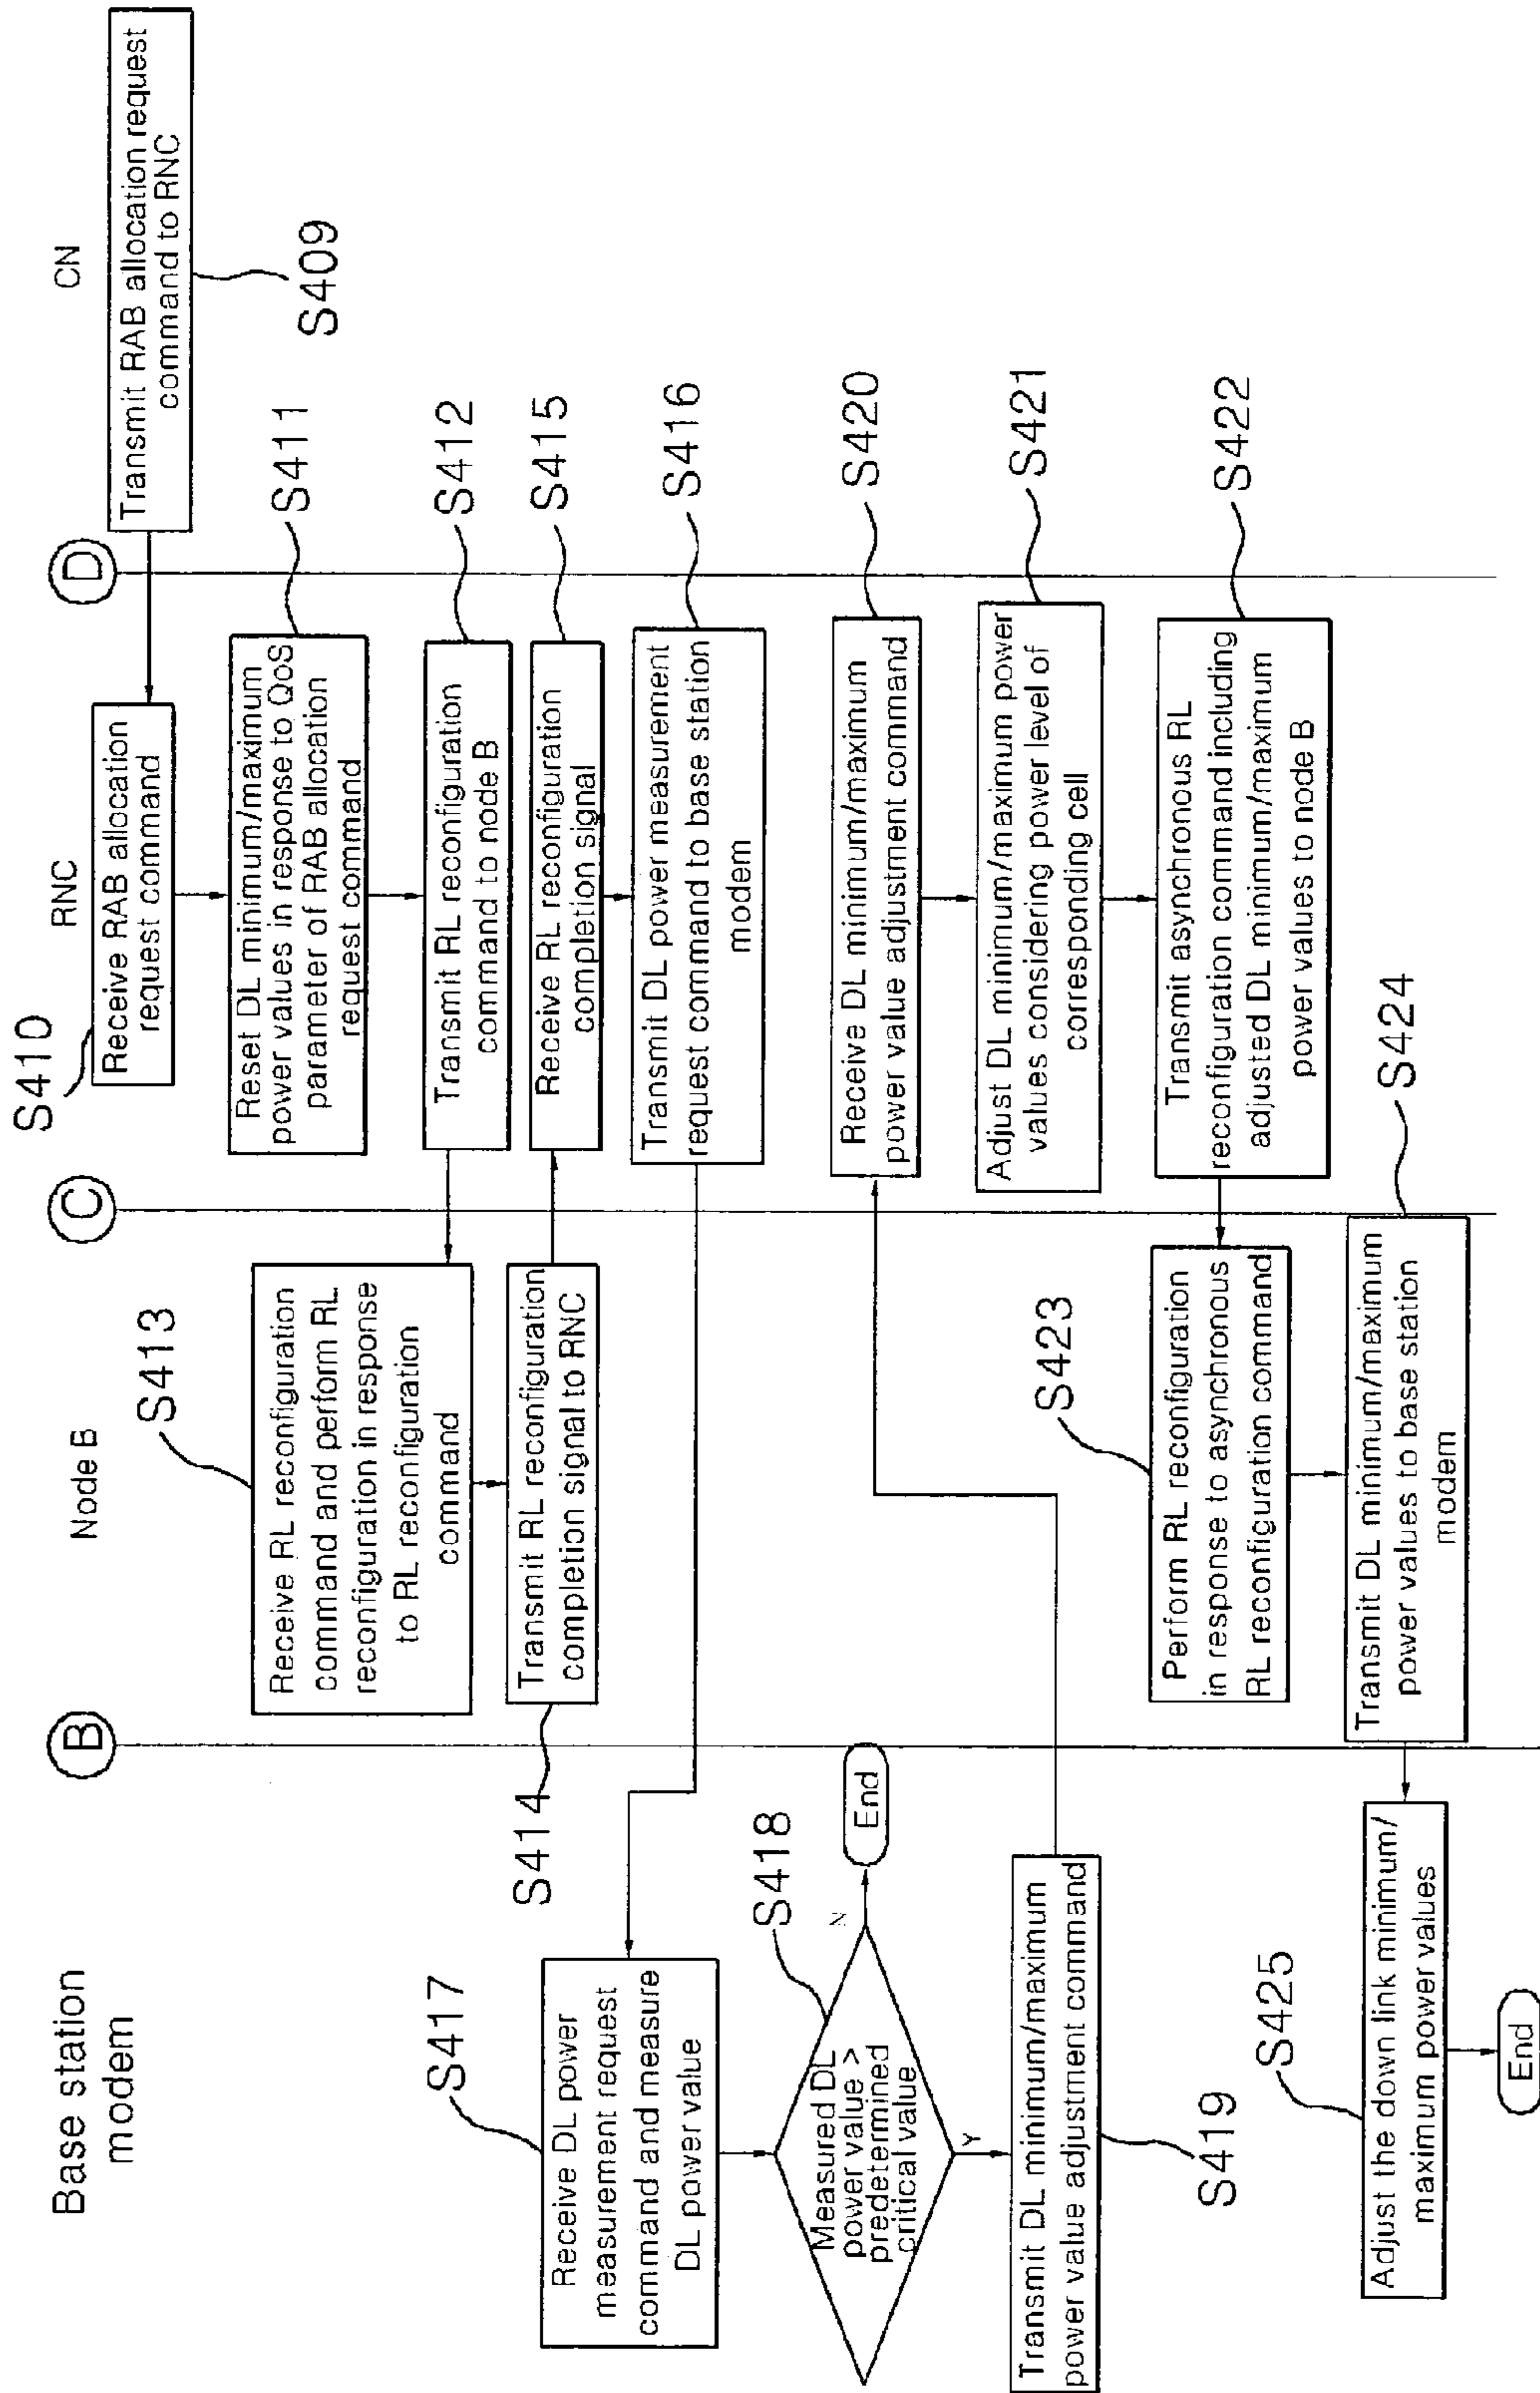 Base station
modem
B
Node B
C
RNC
D
CN
Transmit RAB allocation request
command to RNC
S409
S410
Receive RAB allocation
request command
Reset DL minimum/maximum
power values in response to QoS
parameter of RAB allocation
request command
S411
Transmit RL reconfiguration
command to node B
S412
S413
Receive RL reconfiguration
command and perform RL
reconfiguration in response
to RL reconfiguration
command
Transmit RL reconfiguration
completion signal to RNC
S414
Receive RL reconfiguration
completion signal
S415
Transmit DL power measurement
request command to base station
modem
S416
S417
Receive DL power
measurement request
command and measure
DL power value
S418
Measured DL
power value >
predetermined
critical value
N
End
Y
Transmit DL minimum/maximum
power value adjustment command
S419
Receive DL minimum/maximum
power value adjustment command
S420
Adjust DL minimum/maximum power
values considering power level of
corresponding cell
S421
Transmit asynchronous RL
reconfiguration command including
adjusted DL minimum/maximum
power values to node B
S422
S423
Perform RL reconfiguration
in response to asynchronous
RL reconfiguration command
S424
Transmit DL minimum/maximum
power values to base station
modem
S425
Adjust the down link minimum/
maximum power values
End